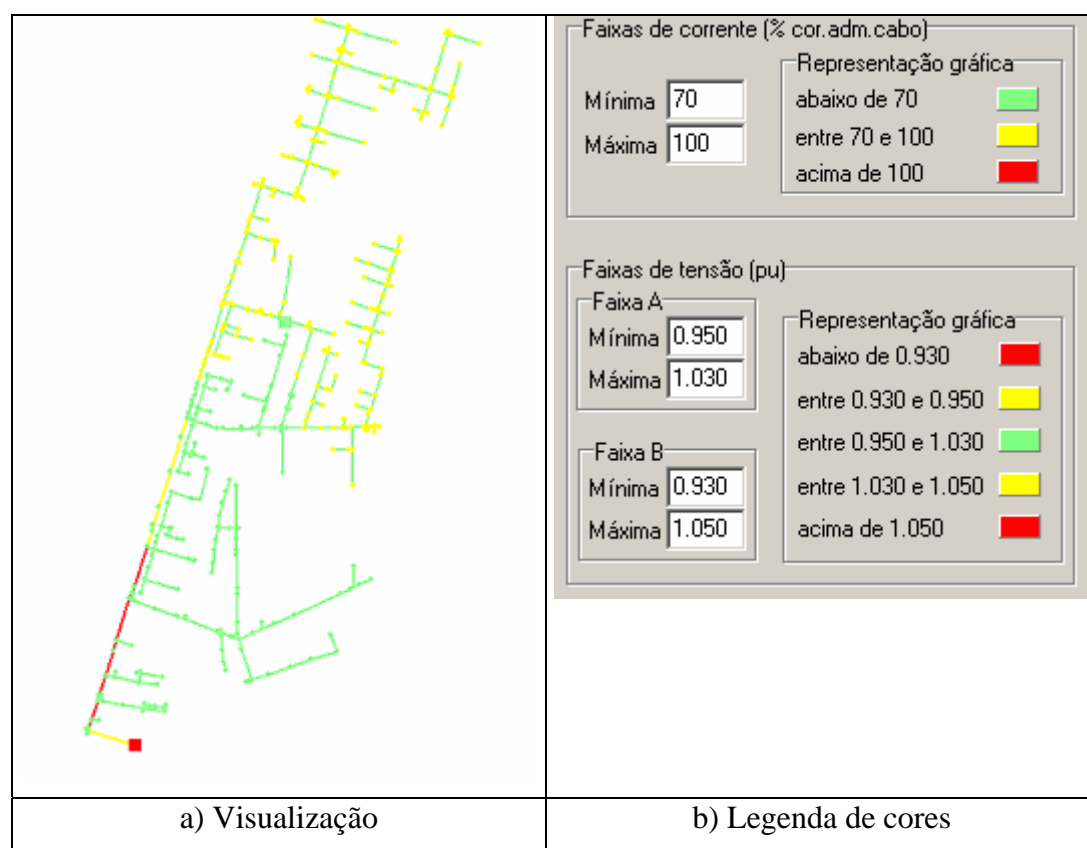 Faixas de corrente (% cor.adm.cabo)
Mínima 70
Máxima 100
Representação gráfica
abaixo de 70
entre 70 e 100
acima de 100
Faixas de tensão (pu)
Faixa A
Mínima 0.950
Máxima 1.030
Faixa B
Mínima 0.930
Máxima 1.050
Representação gráfica
abaixo de 0.930
entre 0.930 e 0.950
entre 0.950 e 1.030
entre 1.030 e 1.050
acima de 1.050
a) Visualização
b) Legenda de cores